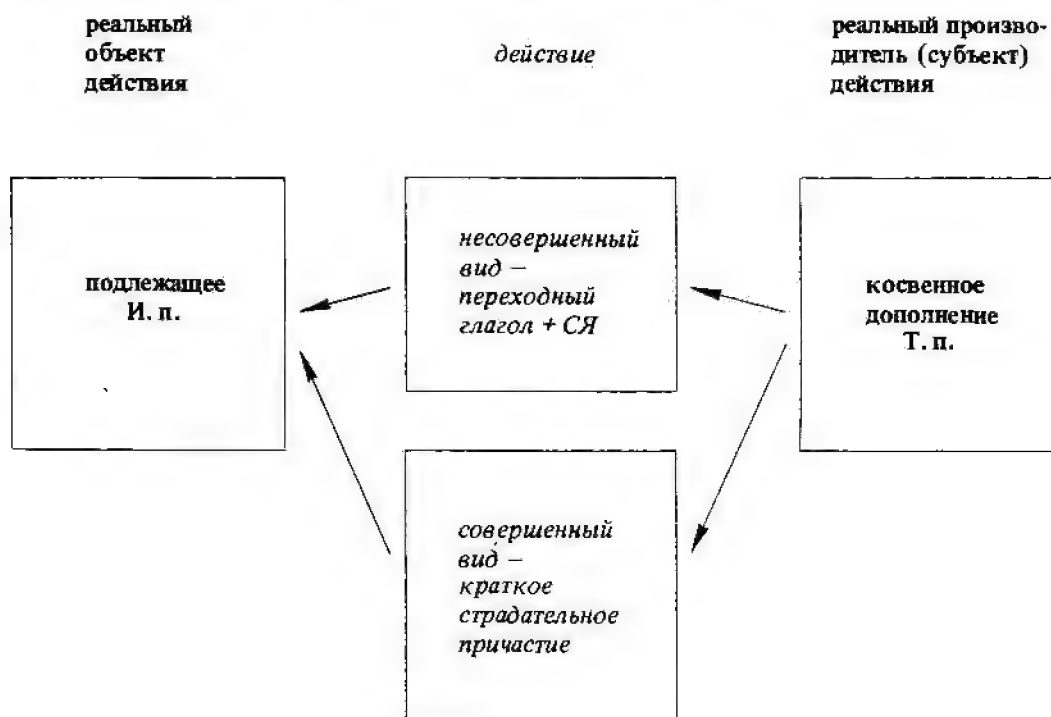 реальный
объект
действия
действие
реальный произво-
дитель (субъект)
действия
подлежащее
И. п.
несовершенный
вид –
переходный
глагол + СЯ
косвенное
дополнение
Т. п.
совершенный
вид –
краткое
страдательное
причастие